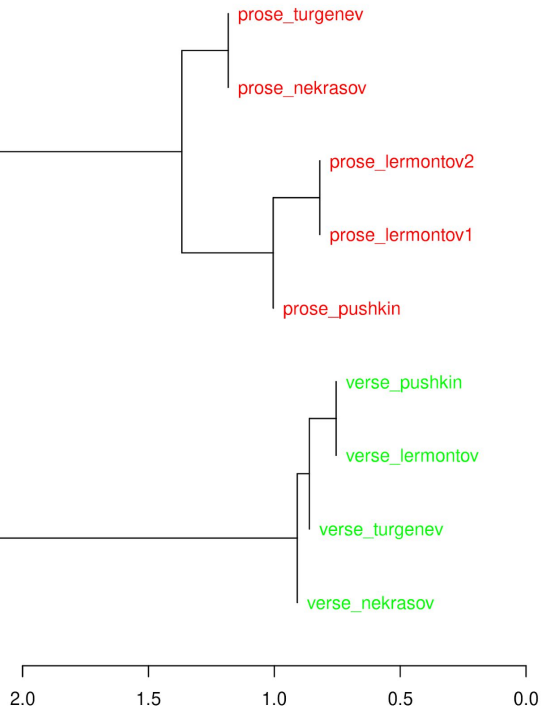 prose_turgenev
prose_nekrasov
prose_lermontov2
prose_lermontov1
prose_pushkin
verse_pushkin
verse_lermontov
verse_turgenev
verse_nekrasov
2.0 1.5 1.0 0.5 0.0